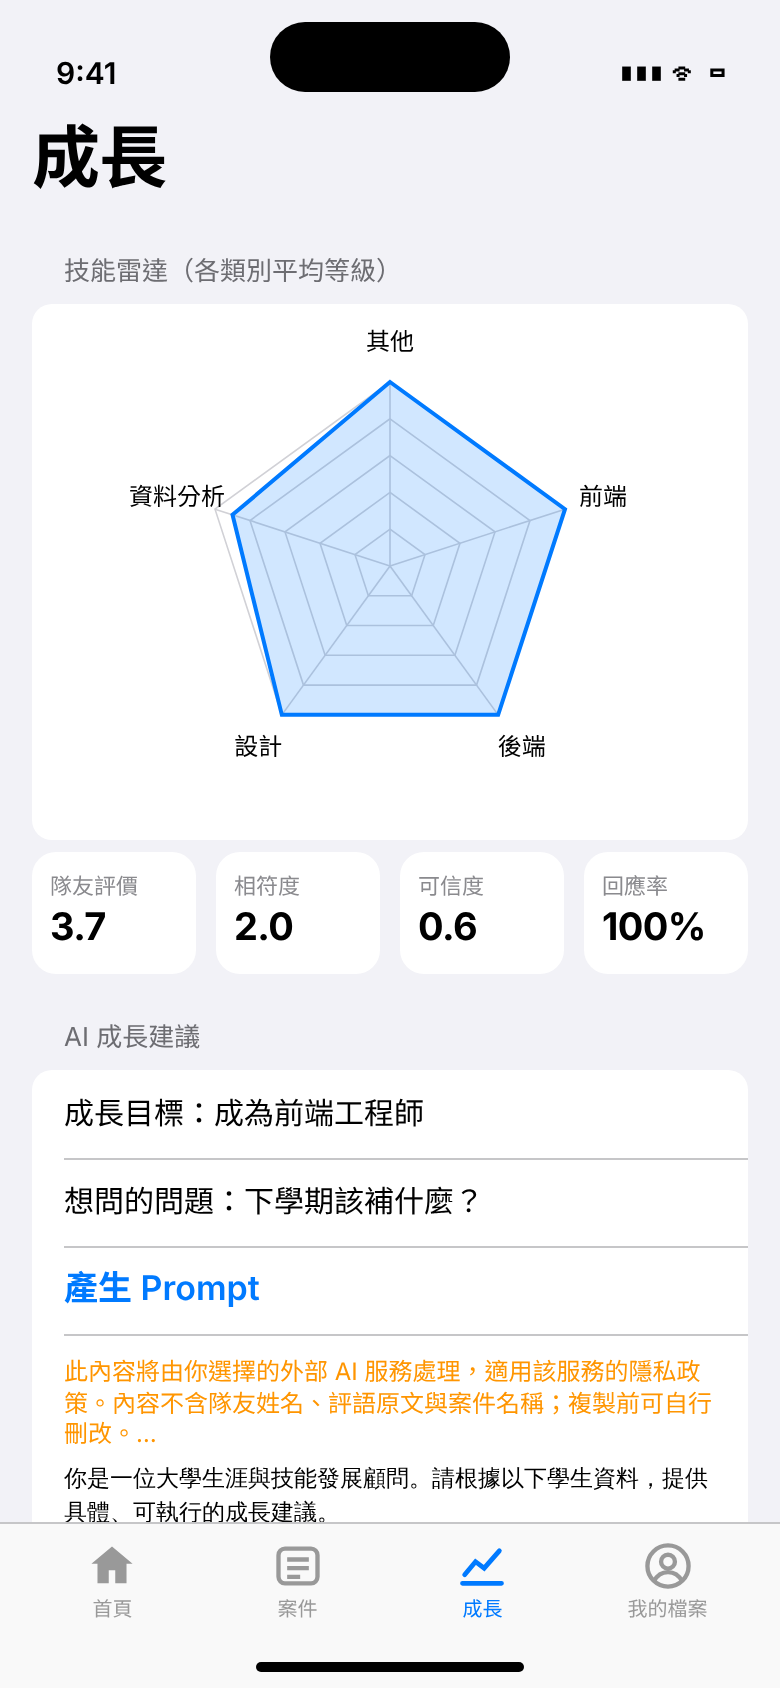 9:41
成長
技能雷達（各類別平均等級）
其他
資料分析
前端
設計
後端
隊友評價
3.7
相符度
2.0
可信度
0.6
回應率
100%
AI 成長建議
成長目標：成為前端工程師
想問的問題：下學期該補什麼？
產生 Prompt
此內容將由你選擇的外部 AI 服務處理，適用該服務的隱私政
策。內容不含隊友姓名、評語原文與案件名稱；複製前可自行
刪改。...
你是一位大學生涯與技能發展顧問。請根據以下學生資料，提供
具體、可執行的成長建議。
首頁
案件
成長
我的檔案